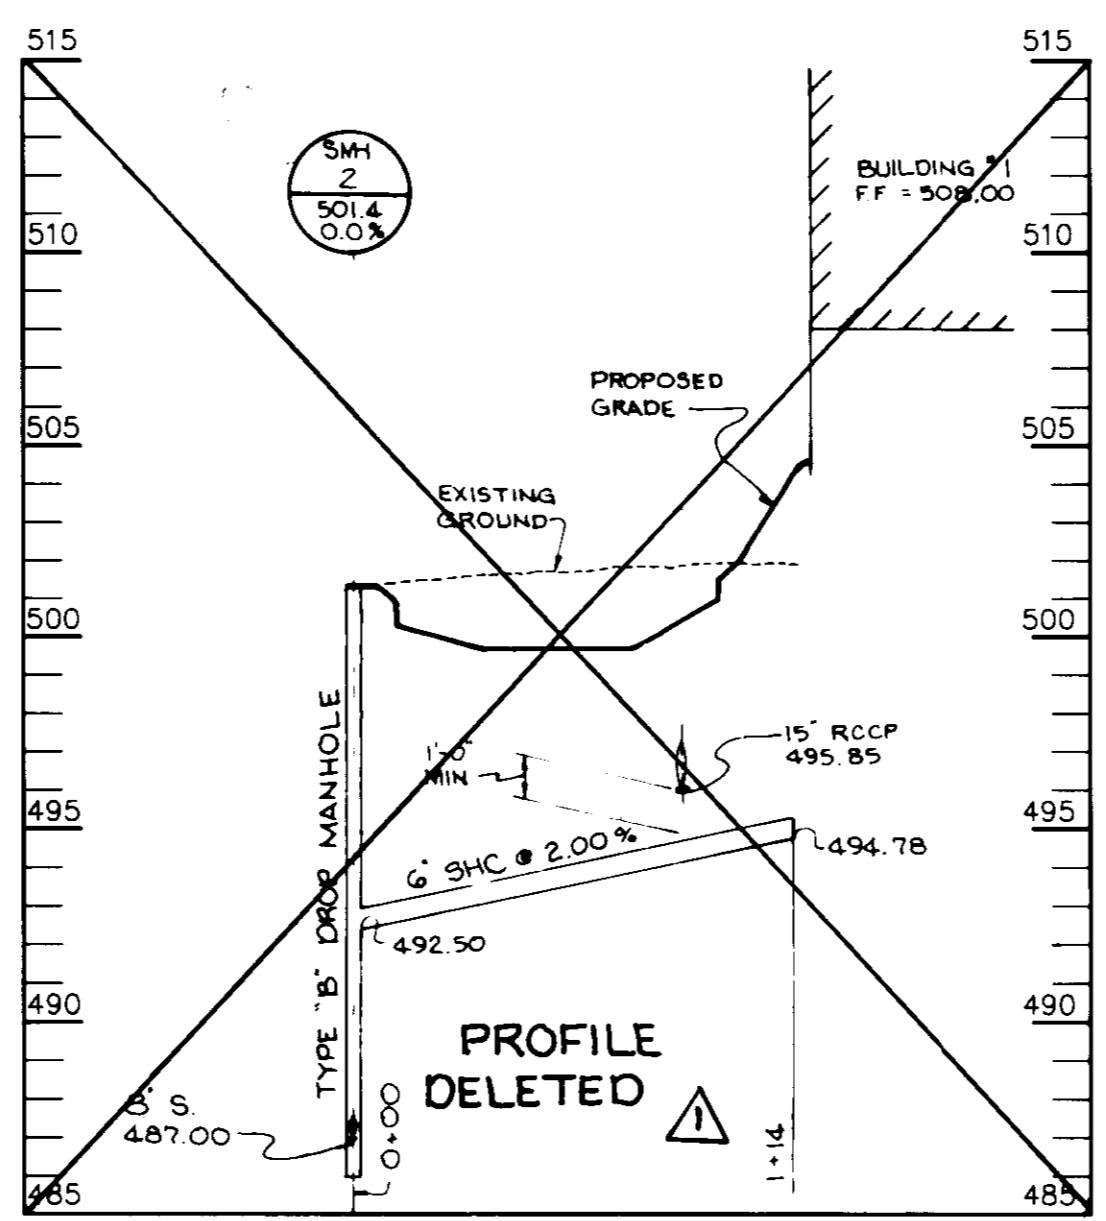 515
515
SMH
2
501.4
0.0%
BUILDING #1
F.F = 508.00
510
510
PROPOSED
GRADE
505
505
EXISTING
GROUND
500
500
TYPE "B" DROP MANHOLE
1'-0"
MIN
15" RCCP
495.85
495
495
6" SHC @ 2.00%
494.78
492.50
490
490
PROFILE
DELETED
1
8" S.
487.00
0+00
1+14
485
485